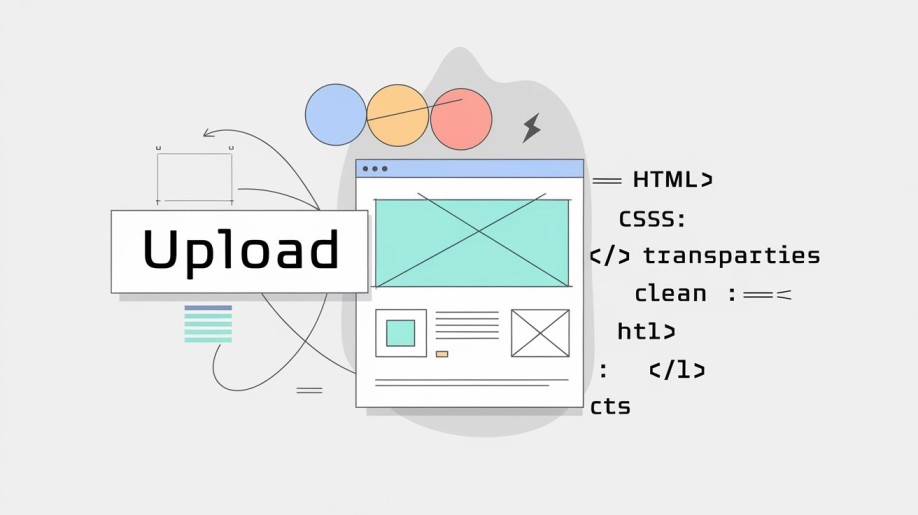 Upload
HTML>
CSSS:
</> transparties
clean :
htl>
: </l>
cts